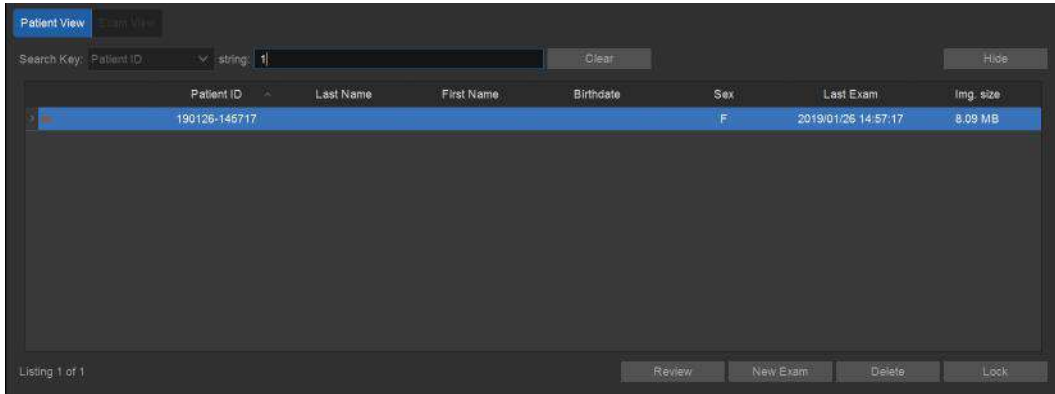 Patient View Exam View
Search Key: Patient ID string: 1 Clear Hide
Patient ID Last Name First Name Birthdate Sex Last Exam Img. size
190126-145717 F 2019/01/26 14:57:17 8.09 MB
Listing 1 of 1 Review New Exam Delete Lock